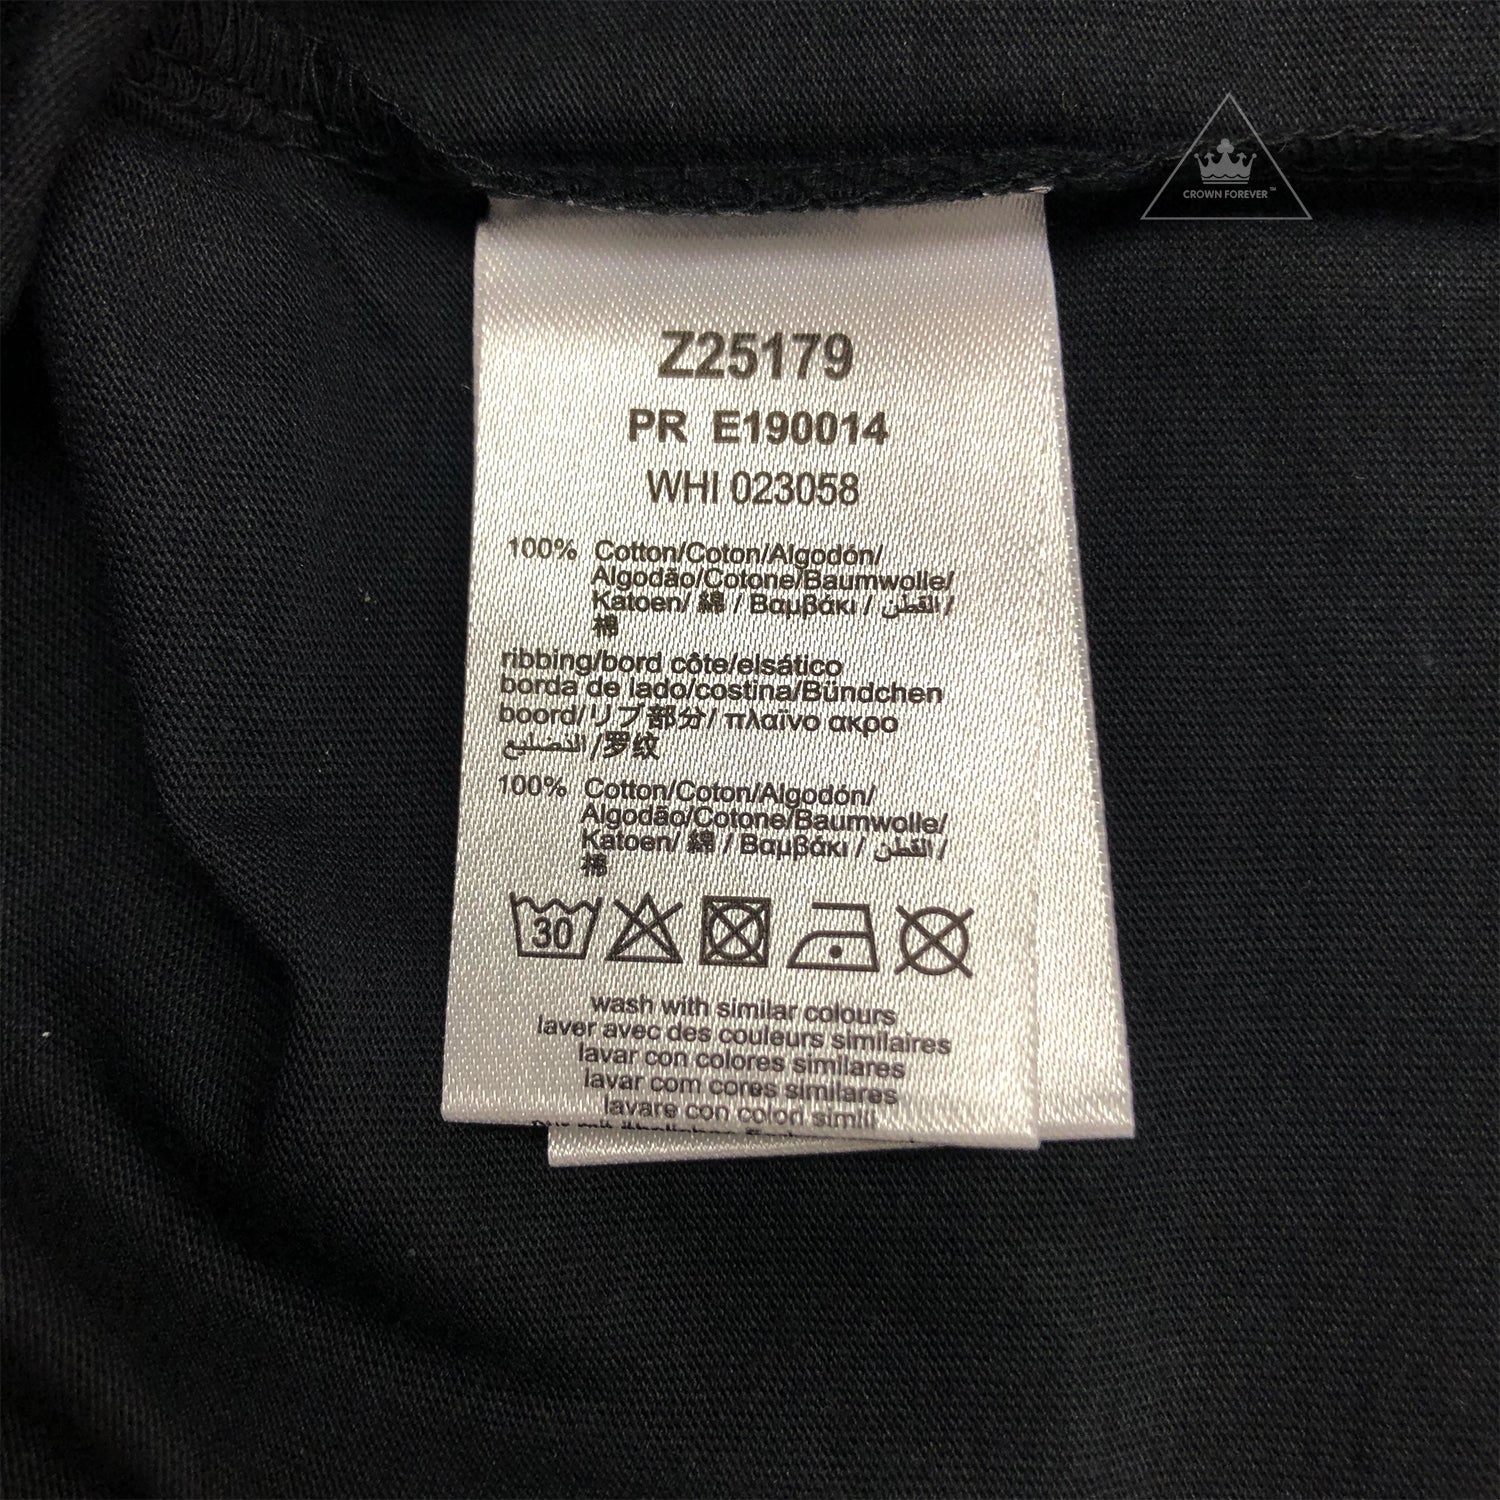 CROWN FOREVER™
Z25179
PR E190014
WHI 023058
100% Cotton/Coton/Algodón/
Algodão/Cotone/Baumwolle/
Katoen/ 綿 / Βαμβάκι / القطن /
棉
ribbing/bord côte/elsático
borda de lado/costina/Bündchen
boord/リブ部分/ πλαϊνο ακρο
التضليع /罗纹
100% Cotton/Coton/Algodón/
Algodão/Cotone/Baumwolle/
Katoen/ 綿 / Βαμβάκι / القطن /
棉
30
wash with similar colours
laver avec des couleurs similaires
lavar con colores similares
lavar com cores similares
lavare con colori simili